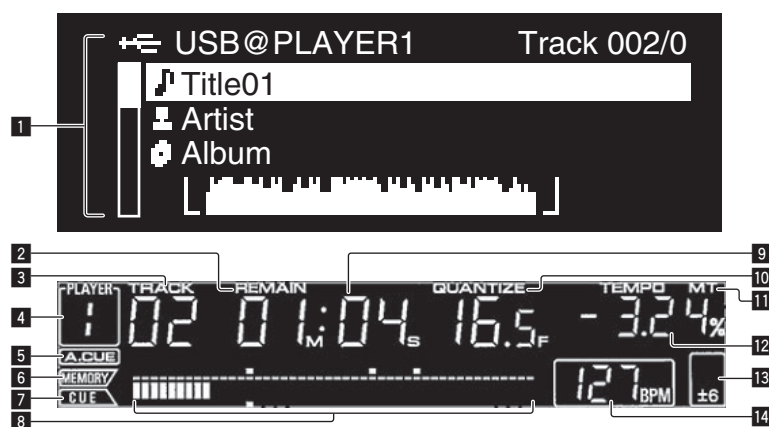 USB@PLAYER1 Track 002/0
Title01
Artist
Album
1
2
3
4
5
6
7
8
9
10
11
12
13
14
PLAYER TRACK REMAIN QUANTIZE TEMPO MT
1 02 01:M 04s 16.5F -3.24%
A.CUE
MEMORY
CUE
127 BPM ±6